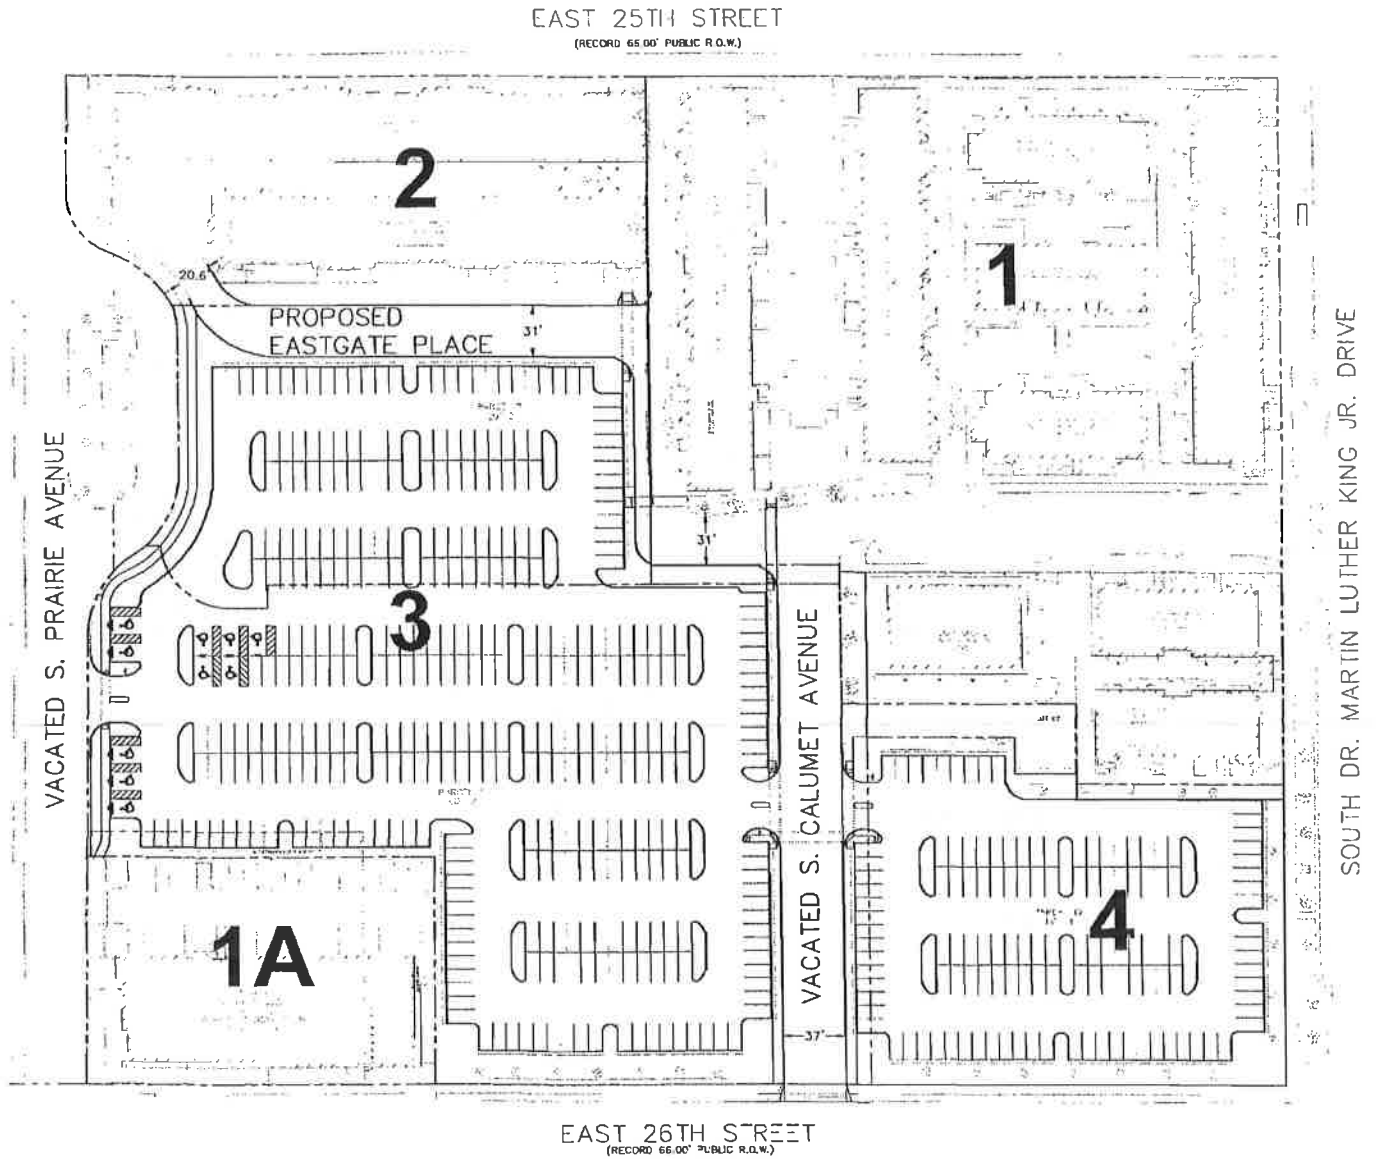 EAST 25TH STREET
(RECORD 66.00' PUBLIC R.O.W.)
2
1
20.6'
PROPOSED
EASTGATE PLACE
31'
31'
VACATED S. PRAIRIE AVENUE
SOUTH DR. MARTIN LUTHER KING JR. DRIVE
3
VACATED S. CALUMET AVENUE
4
1A
37'
EAST 26TH STREET
(RECORD 66.00' PUBLIC R.O.W.)